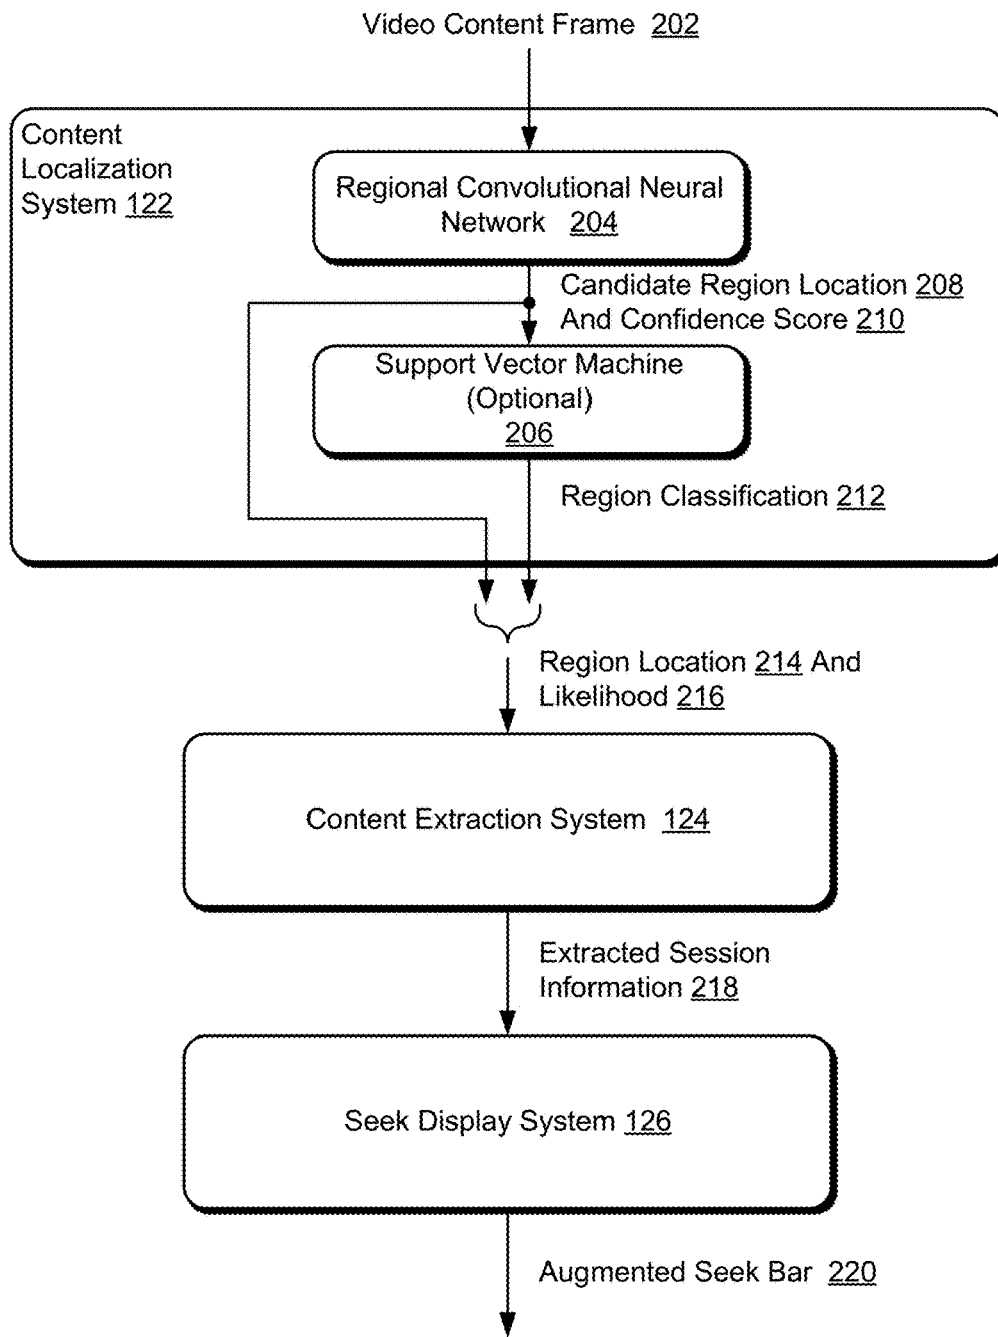 Video Content Frame 202
Content
Localization
System 122
Regional Convolutional Neural
Network 204
Candidate Region Location 208
And Confidence Score 210
Support Vector Machine
(Optional)
206
Region Classification 212
Region Location 214 And
Likelihood 216
Content Extraction System 124
Extracted Session
Information 218
Seek Display System 126
Augmented Seek Bar 220